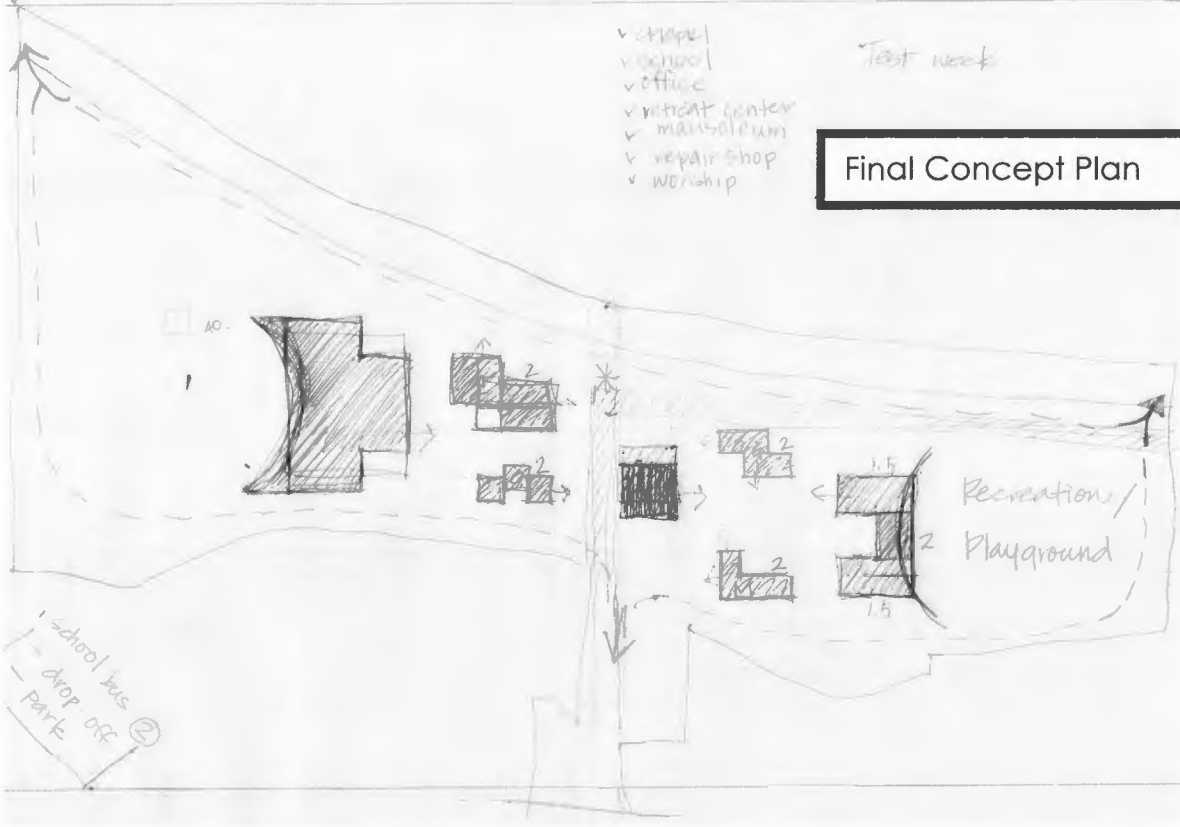 ✓ chapel
✓ school
✓ office
✓ retreat center
✓ mausoleum
✓ repair shop
✓ worship
Test week
Final Concept Plan
40.
2
2
2
2
1.5
2
1.5
Recreation/
Playground
school bus
drop off
park
②